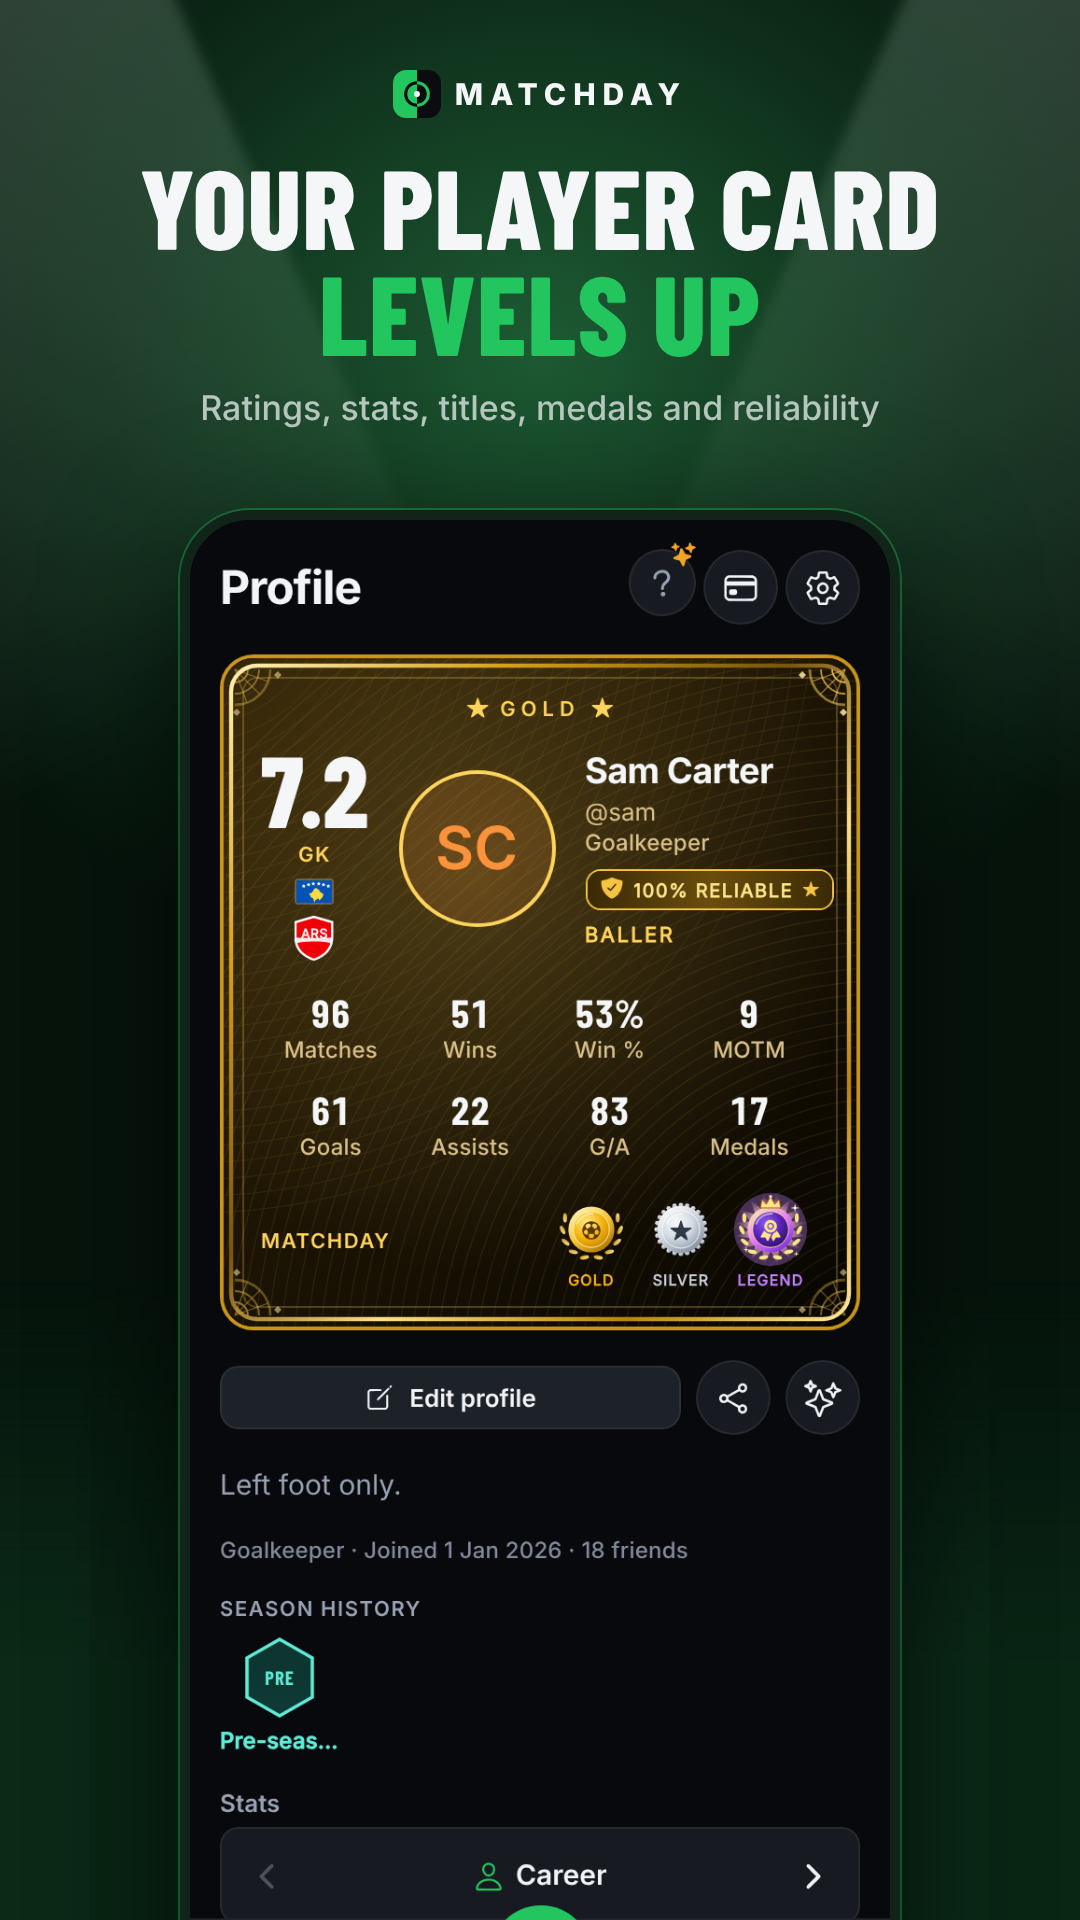 MATCHDAY
YOUR PLAYER CARD
LEVELS UP
Ratings, stats, titles, medals and reliability
Profile
?
GOLD
7.2
GK
ARS
SC
Sam Carter
@sam
Goalkeeper
100% RELIABLE
BALLER
96 51 53% 9
Matches Wins Win % MOTM
61 22 83 17
Goals Assists G/A Medals
MATCHDAY
GOLD SILVER LEGEND
Edit profile
Left foot only.
Goalkeeper · Joined 1 Jan 2026 · 18 friends
SEASON HISTORY
PRE
Pre-seas...
Stats
Career